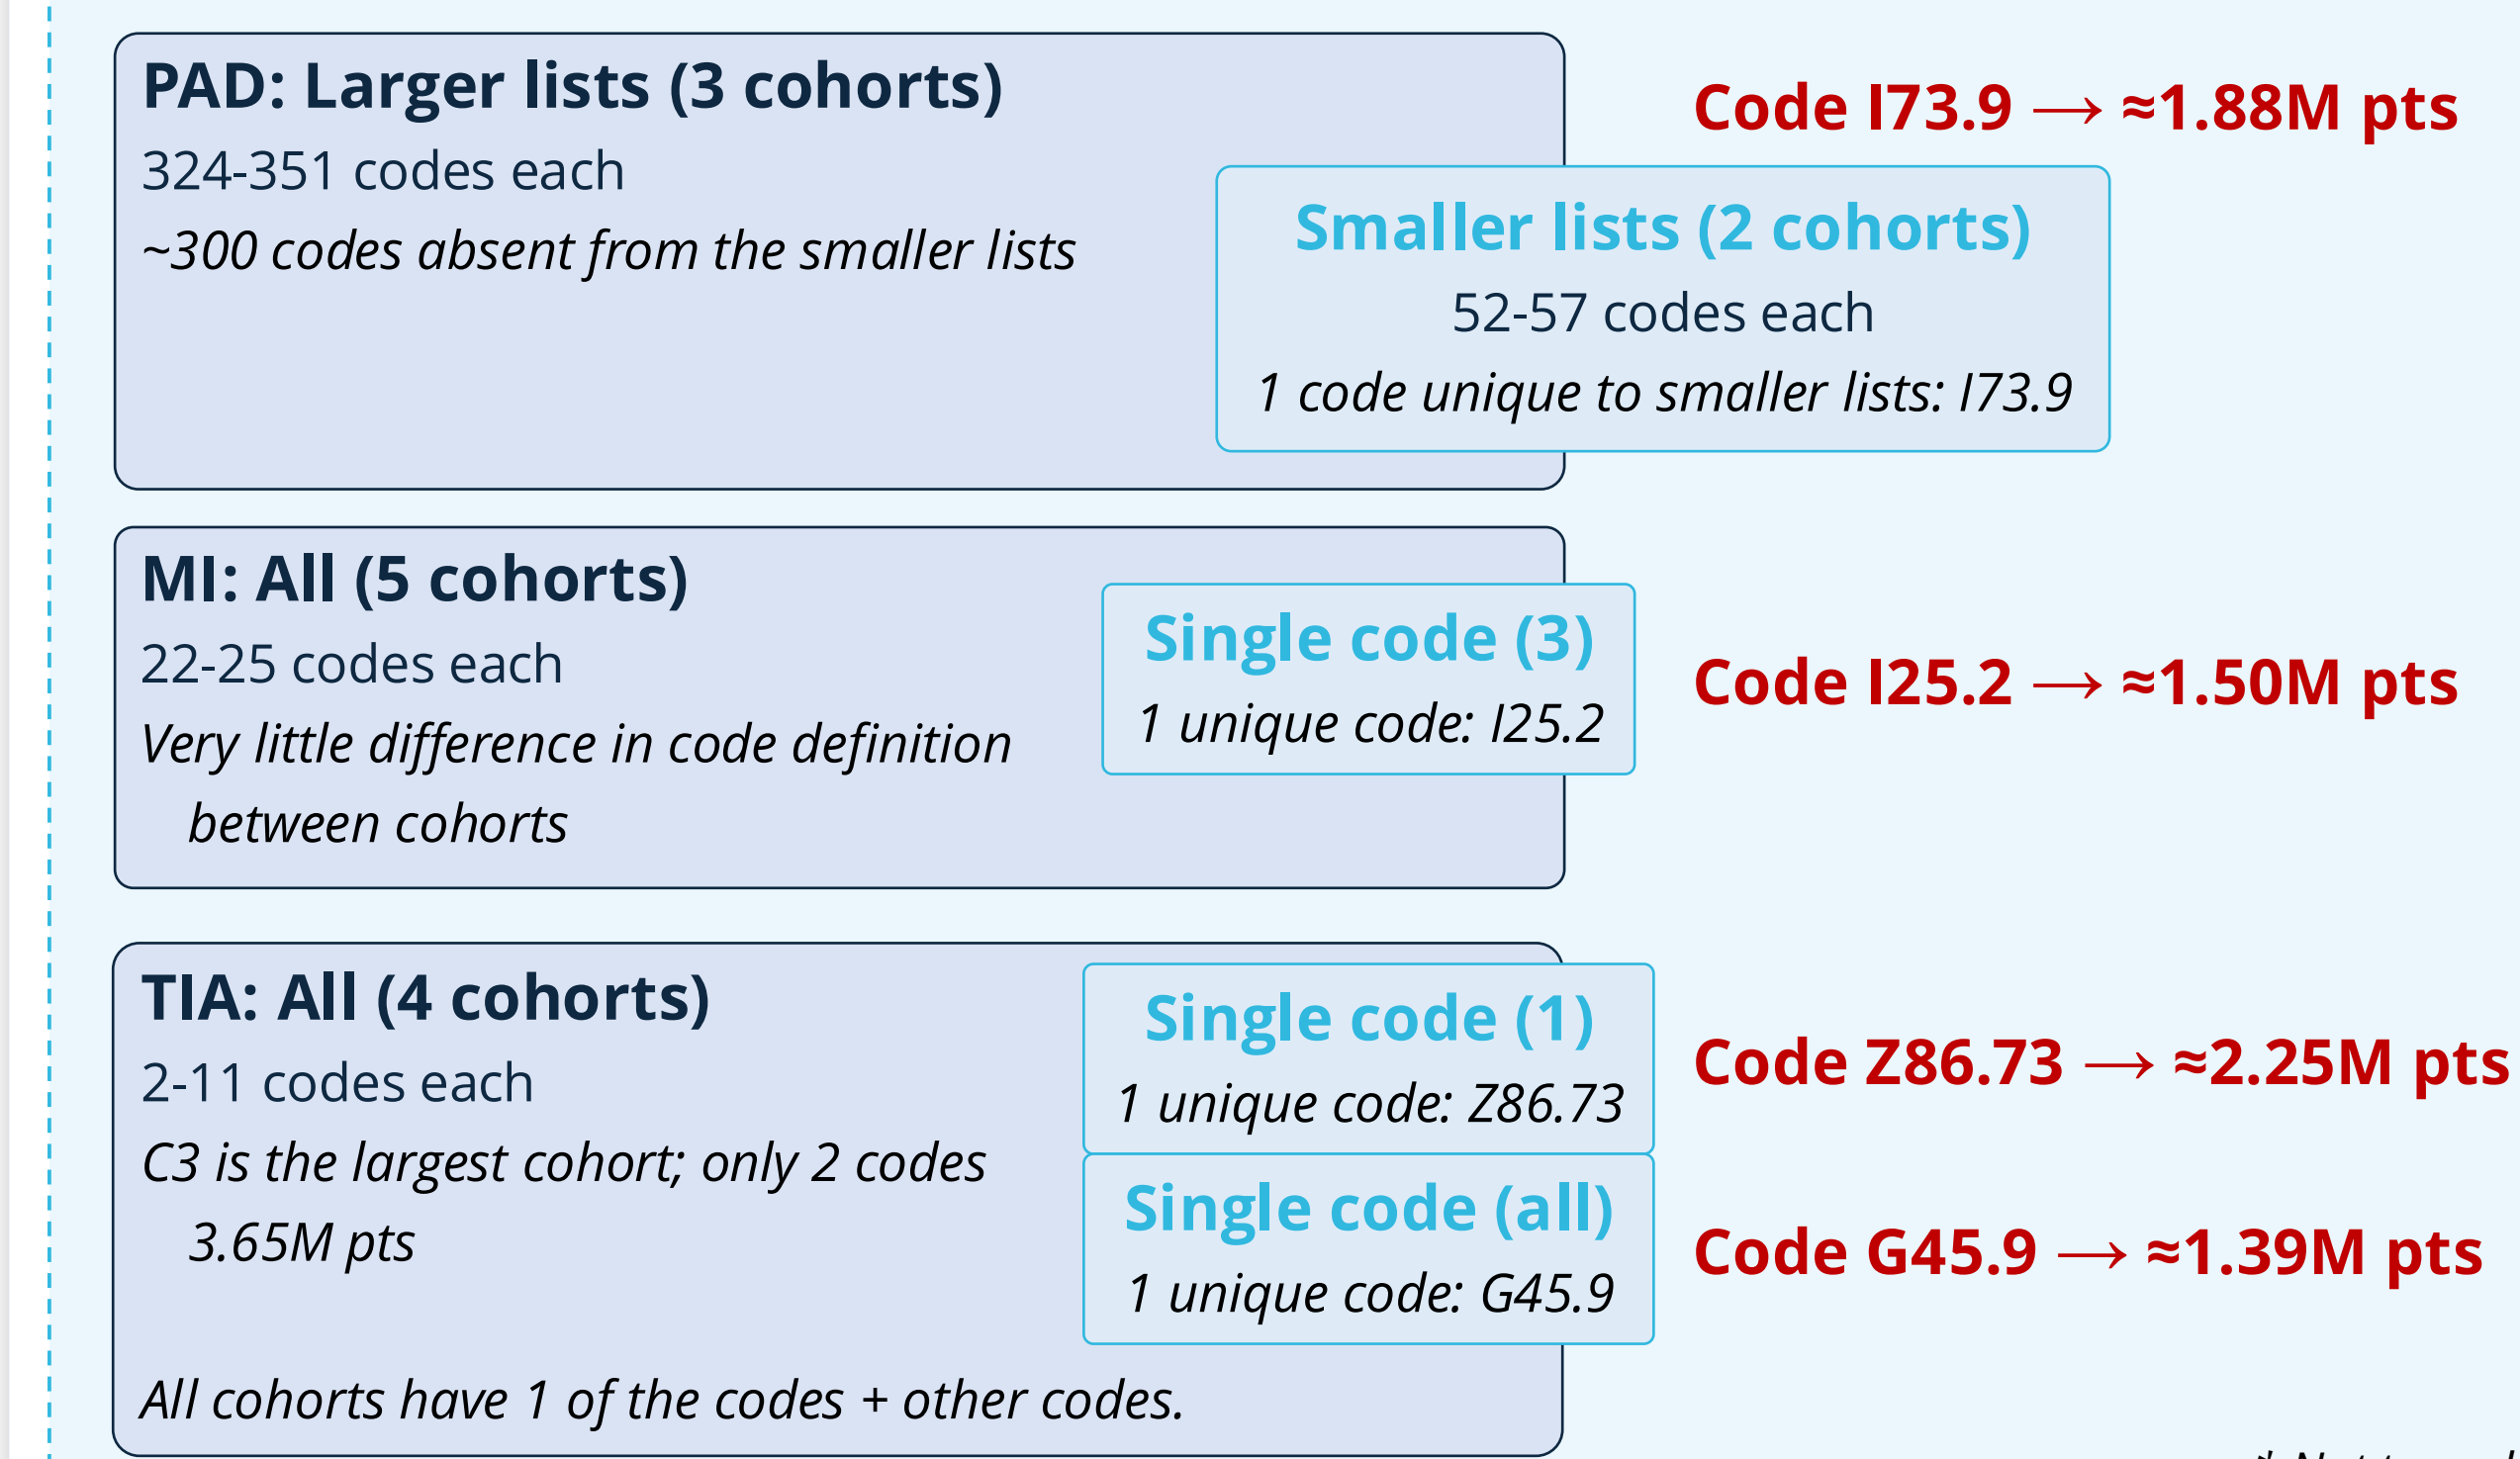 PAD: Larger lists (3 cohorts)
324-351 codes each
~300 codes absent from the smaller lists
Code I73.9 → ≈1.88M pts
Smaller lists (2 cohorts)
52-57 codes each
1 code unique to smaller lists: I73.9
MI: All (5 cohorts)
22-25 codes each
Very little difference in code definition
between cohorts
Single code (3)
1 unique code: I25.2
Code I25.2 → ≈1.50M pts
TIA: All (4 cohorts)
2-11 codes each
C3 is the largest cohort; only 2 codes
3.65M pts
All cohorts have 1 of the codes + other codes.
Single code (1)
1 unique code: Z86.73
Code Z86.73 → ≈2.25M pts
Single code (all)
1 unique code: G45.9
Code G45.9 → ≈1.39M pts